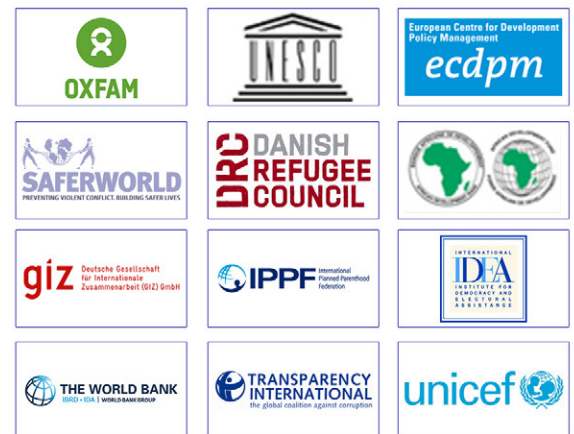 OXFAM
UNESCO
European Centre for Development
Policy Management
ecdpm
SAFERWORLD
PREVENTING VIOLENT CONFLICT. BUILDING SAFER LIVES
DRC DANISH
REFUGEE
COUNCIL
giz Deutsche Gesellschaft
für Internationale
Zusammenarbeit (GIZ) GmbH
IPPF International
Planned Parenthood
Federation
INTERNATIONAL
IDEA
INSTITUTE FOR
DEMOCRACY AND
ELECTORAL
ASSISTANCE
THE WORLD BANK
IBRD • IDA | WORLD BANK GROUP
TRANSPARENCY
INTERNATIONAL
the global coalition against corruption
unicef